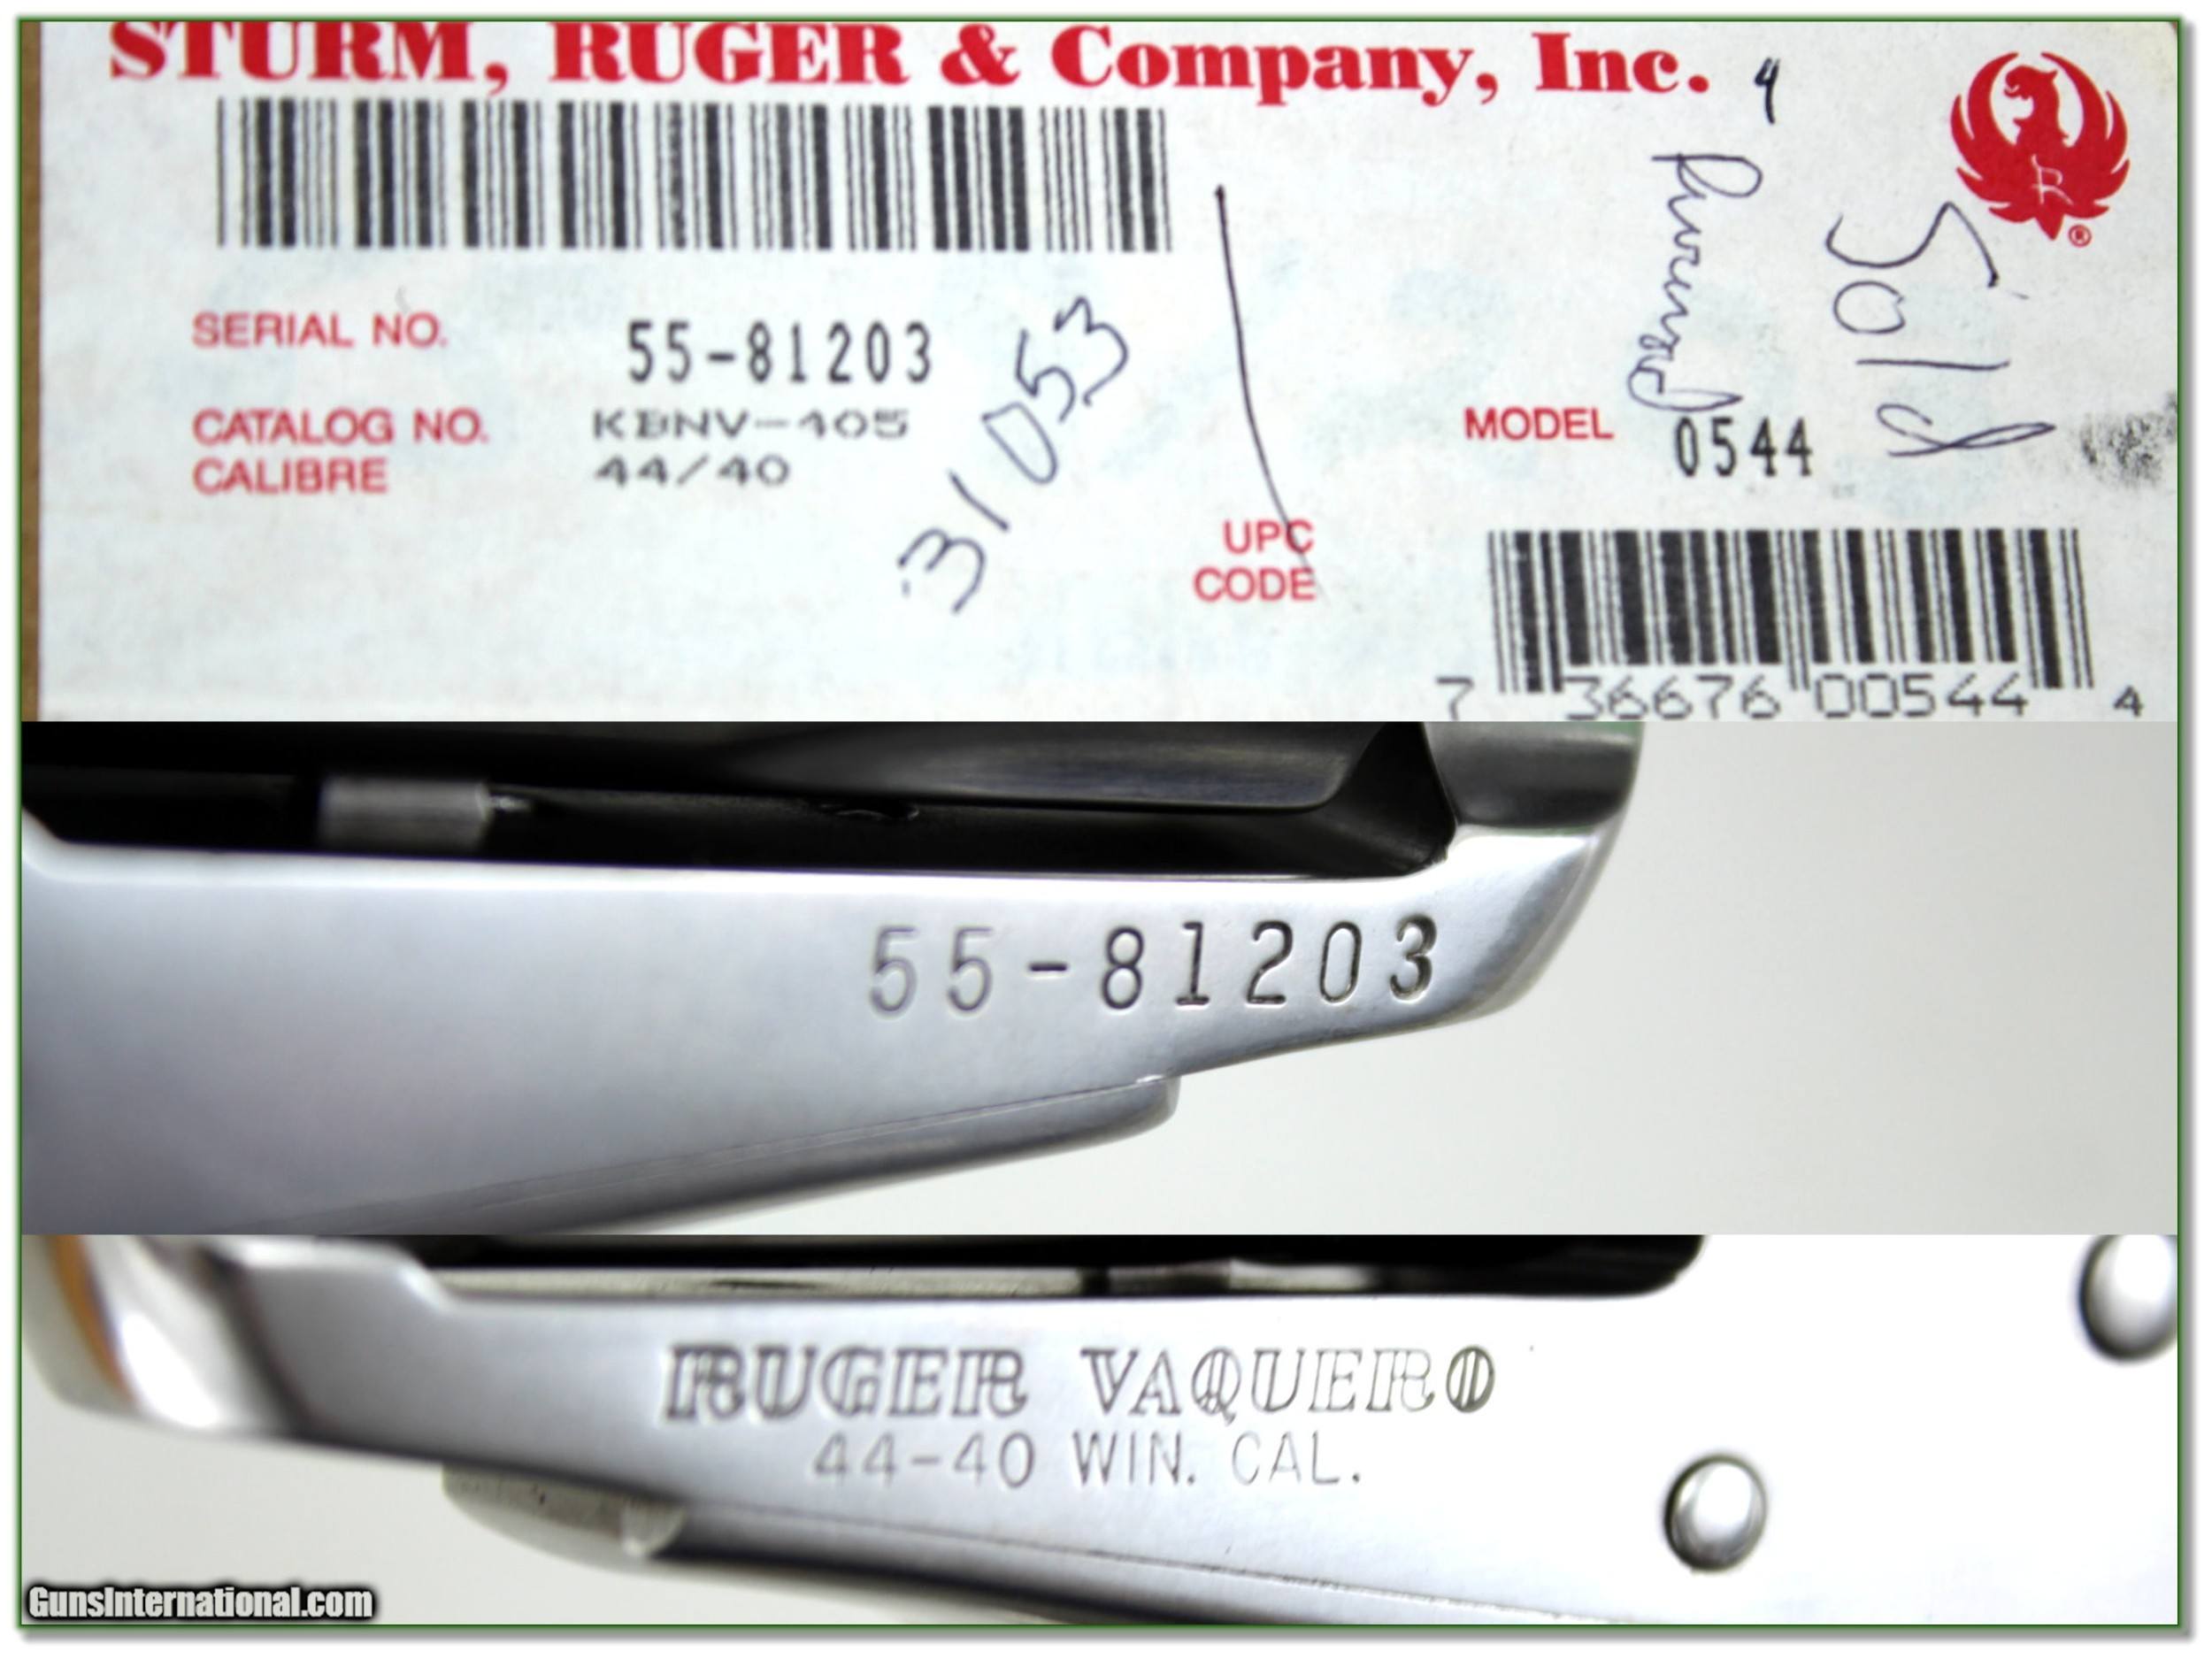 STURM, RUGER & Company, Inc.
4
Sold
R
®
SERIAL NO. 55-81203
31053
CATALOG NO. KBNV-405
CALIBRE 44/40
MODEL 0544
UPC
CODE
7 36676 00544 4
55-81203
RUGER VAQUERO
44-40 WIN. CAL.
GunsInternational.com